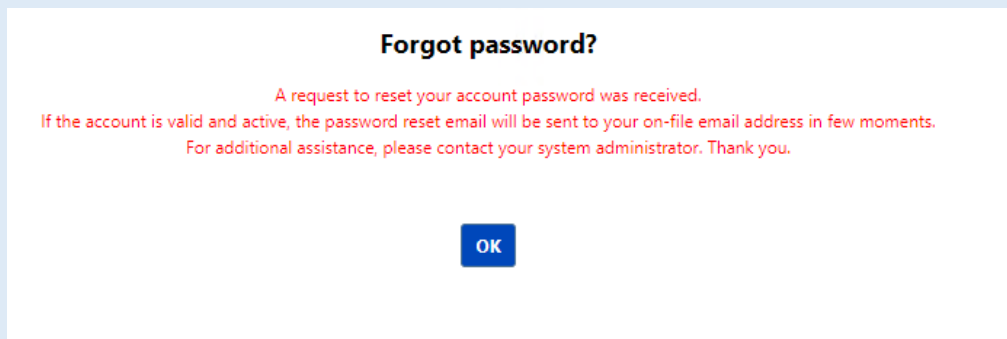 Forgot password?
A request to reset your account password was received.
If the account is valid and active, the password reset email will be sent to your on-file email address in few moments.
For additional assistance, please contact your system administrator. Thank you.
OK